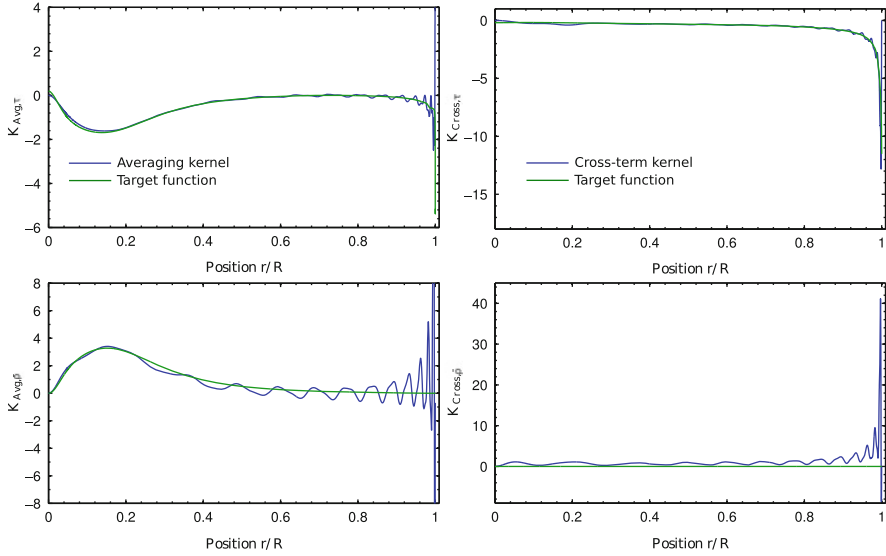 4
2
0
−2
−4
−6
K Avg,τ̄
Averaging kernel
Target function
0 0.2 0.4 0.6 0.8 1
Position r/R
0
−5
−10
−15
K Cross,τ
Cross-term kernel
Target function
0 0.2 0.4 0.6 0.8 1
Position r/R
8
6
4
2
0
−2
−4
−6
−8
K Avg,ρ̄
0 0.2 0.4 0.6 0.8 1
Position r/R
40
30
20
10
0
K Cross,ρ̄
0 0.2 0.4 0.6 0.8 1
Position r/R